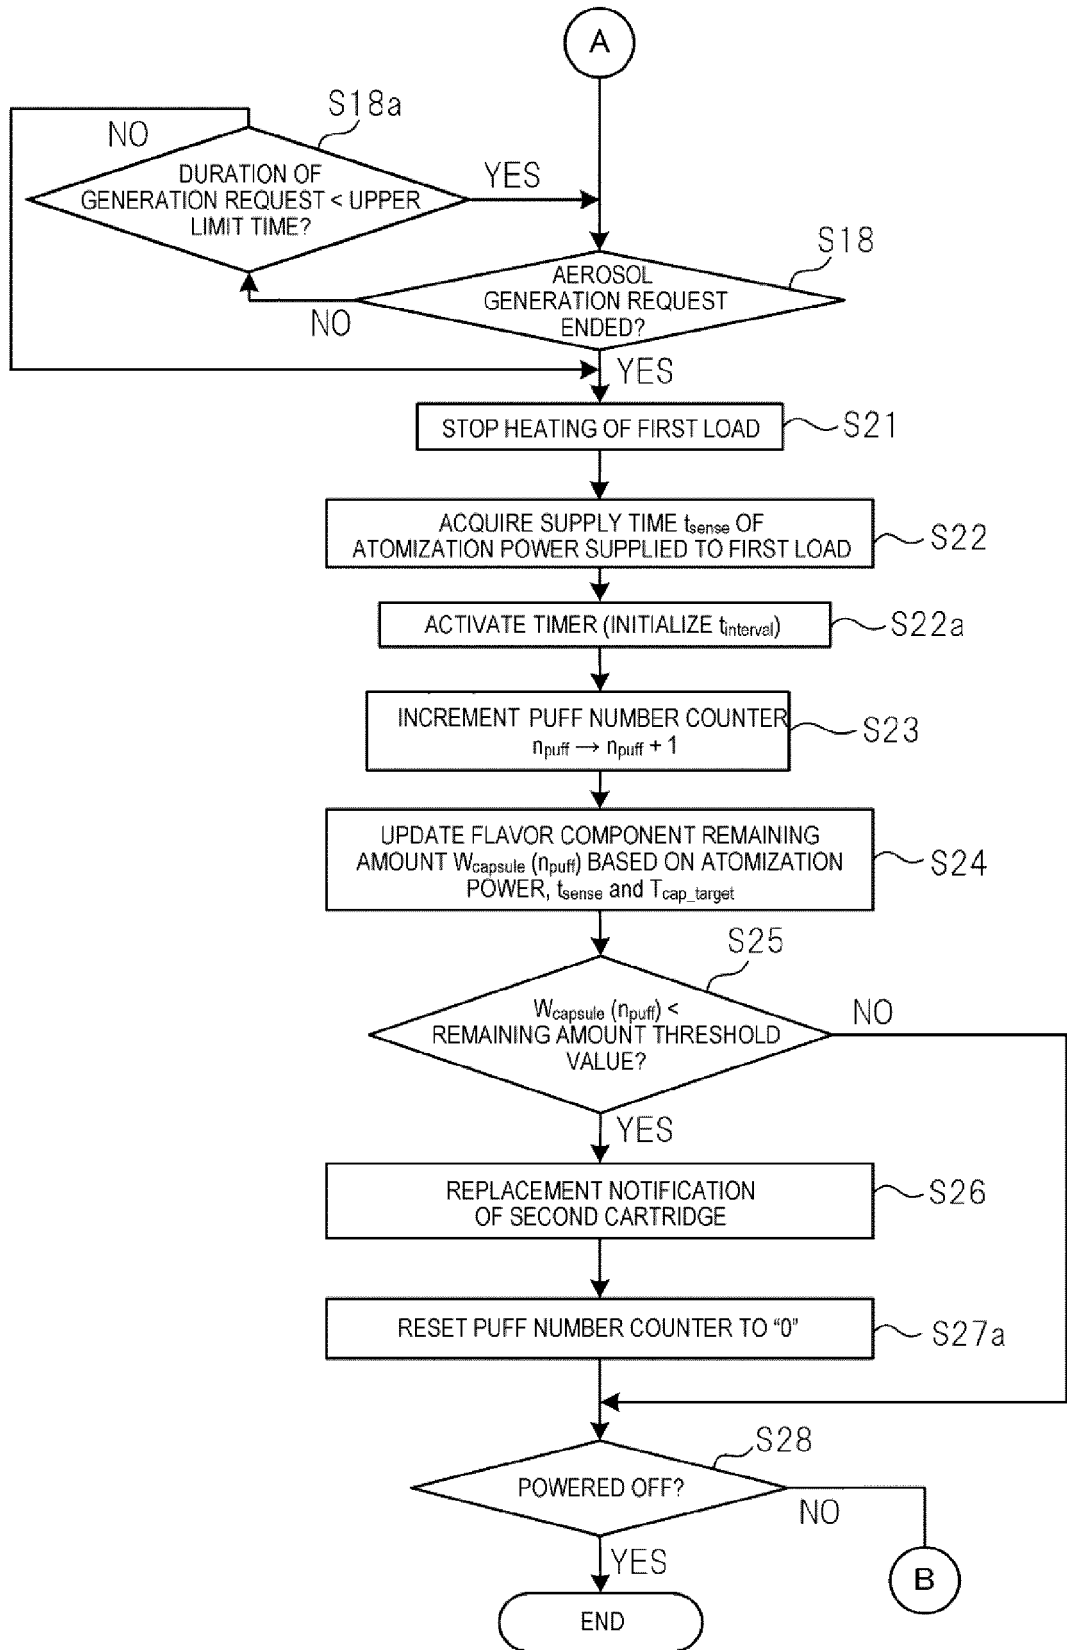 A
S18a
NO
DURATION OF
GENERATION REQUEST < UPPER
LIMIT TIME?
YES
S18
AEROSOL
GENERATION REQUEST
ENDED?
NO
YES
STOP HEATING OF FIRST LOAD
S21
ACQUIRE SUPPLY TIME tsense OF
ATOMIZATION POWER SUPPLIED TO FIRST LOAD
S22
ACTIVATE TIMER (INITIALIZE tinterval)
S22a
INCREMENT PUFF NUMBER COUNTER
npuff → npuff + 1
S23
UPDATE FLAVOR COMPONENT REMAINING
AMOUNT Wcapsule (npuff) BASED ON ATOMIZATION
POWER, tsense and Tcap_target
S24
S25
Wcapsule (npuff) <
REMAINING AMOUNT THRESHOLD
VALUE?
NO
YES
REPLACEMENT NOTIFICATION
OF SECOND CARTRIDGE
S26
RESET PUFF NUMBER COUNTER TO “0”
S27a
S28
POWERED OFF?
NO
YES
B
END